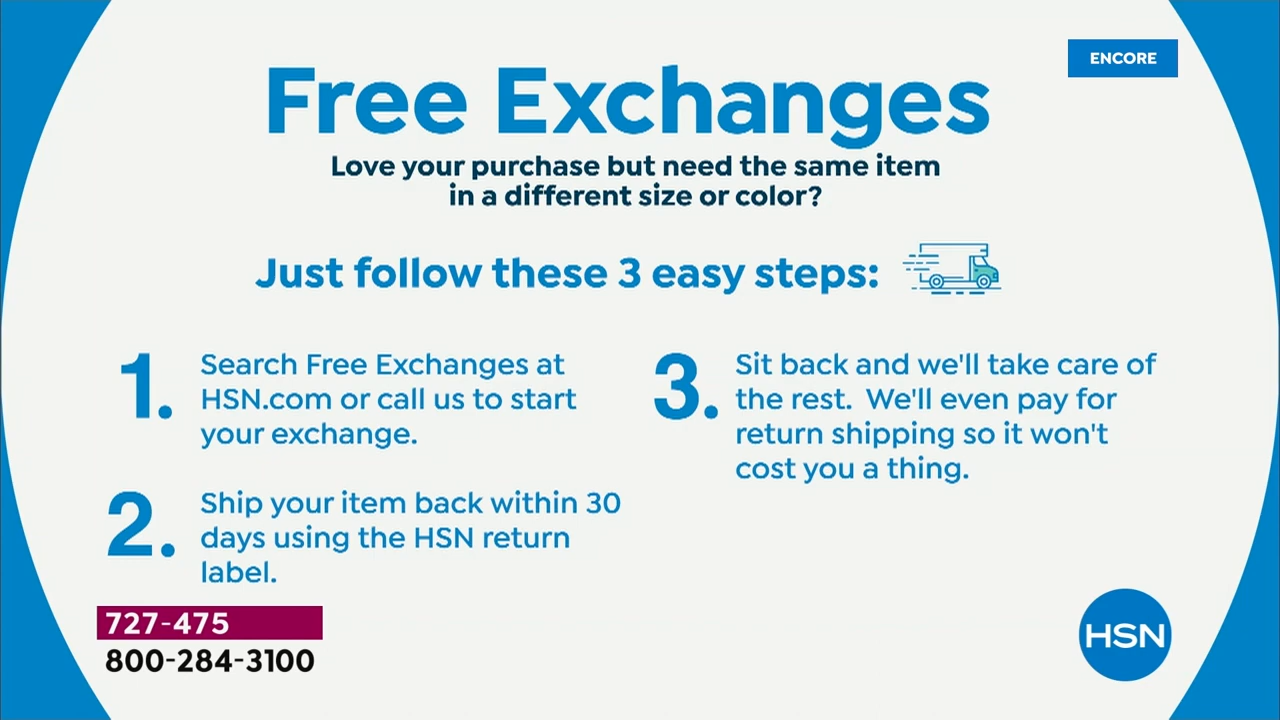 ENCORE
Free Exchanges
Love your purchase but need the same item
in a different size or color?
Just follow these 3 easy steps:
1. Search Free Exchanges at
HSN.com or call us to start
your exchange.
2. Ship your item back within 30
days using the HSN return
label.
3. Sit back and we'll take care of
the rest. We'll even pay for
return shipping so it won't
cost you a thing.
727-475
800-284-3100
HSN